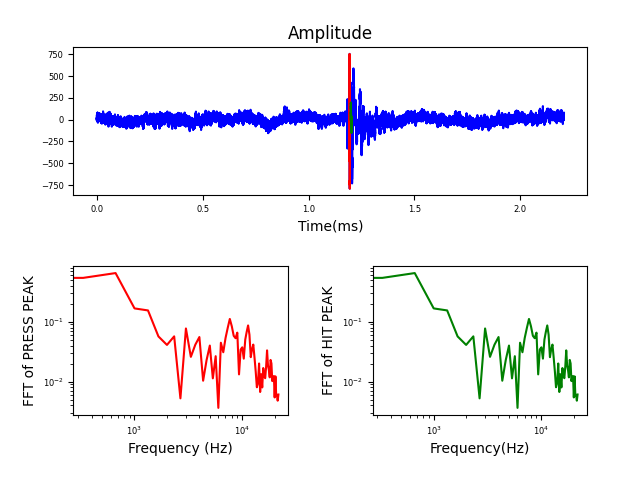 Amplitude
750
500
250
0
−250
−500
−750
0.0 0.5 1.0 1.5 2.0
Time(ms)
FFT of PRESS PEAK
10⁻¹
10⁻²
10³ 10⁴
Frequency (Hz)
FFT of HIT PEAK
10⁻¹
10⁻²
10³ 10⁴
Frequency(Hz)